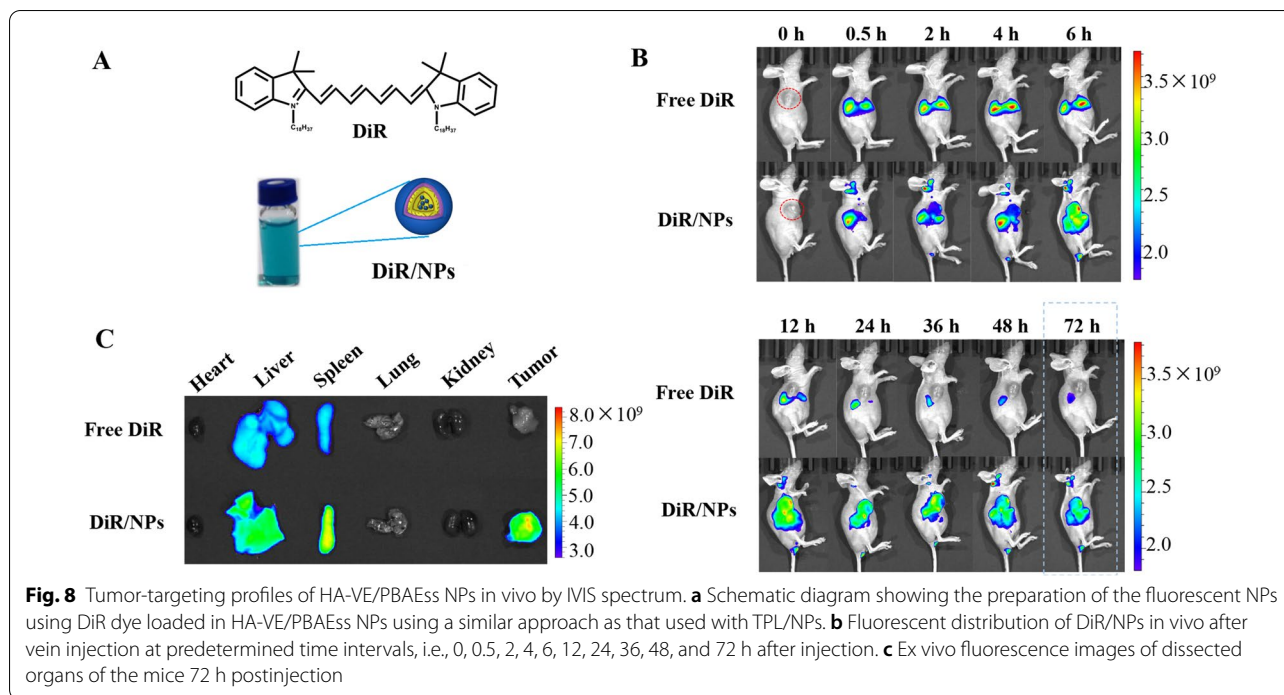 A
N⁺
N
C₁₈H₃₇
C₁₈H₃₇
DiR
DiR/NPs
B
0 h 0.5 h 2 h 4 h 6 h
Free DiR
DiR/NPs
3.5×10⁹
3.0
2.5
2.0
12 h 24 h 36 h 48 h 72 h
Free DiR
DiR/NPs
3.5×10⁹
3.0
2.5
2.0
C
Heart Liver Spleen Lung Kidney Tumor
Free DiR
DiR/NPs
8.0×10⁹
7.0
6.0
5.0
4.0
3.0
Fig. 8 Tumor-targeting profiles of HA-VE/PBAEss NPs in vivo by IVIS spectrum. a Schematic diagram showing the preparation of the fluorescent NPs
using DiR dye loaded in HA-VE/PBAEss NPs using a similar approach as that used with TPL/NPs. b Fluorescent distribution of DiR/NPs in vivo after
vein injection at predetermined time intervals, i.e., 0, 0.5, 2, 4, 6, 12, 24, 36, 48, and 72 h after injection. c Ex vivo fluorescence images of dissected
organs of the mice 72 h postinjection